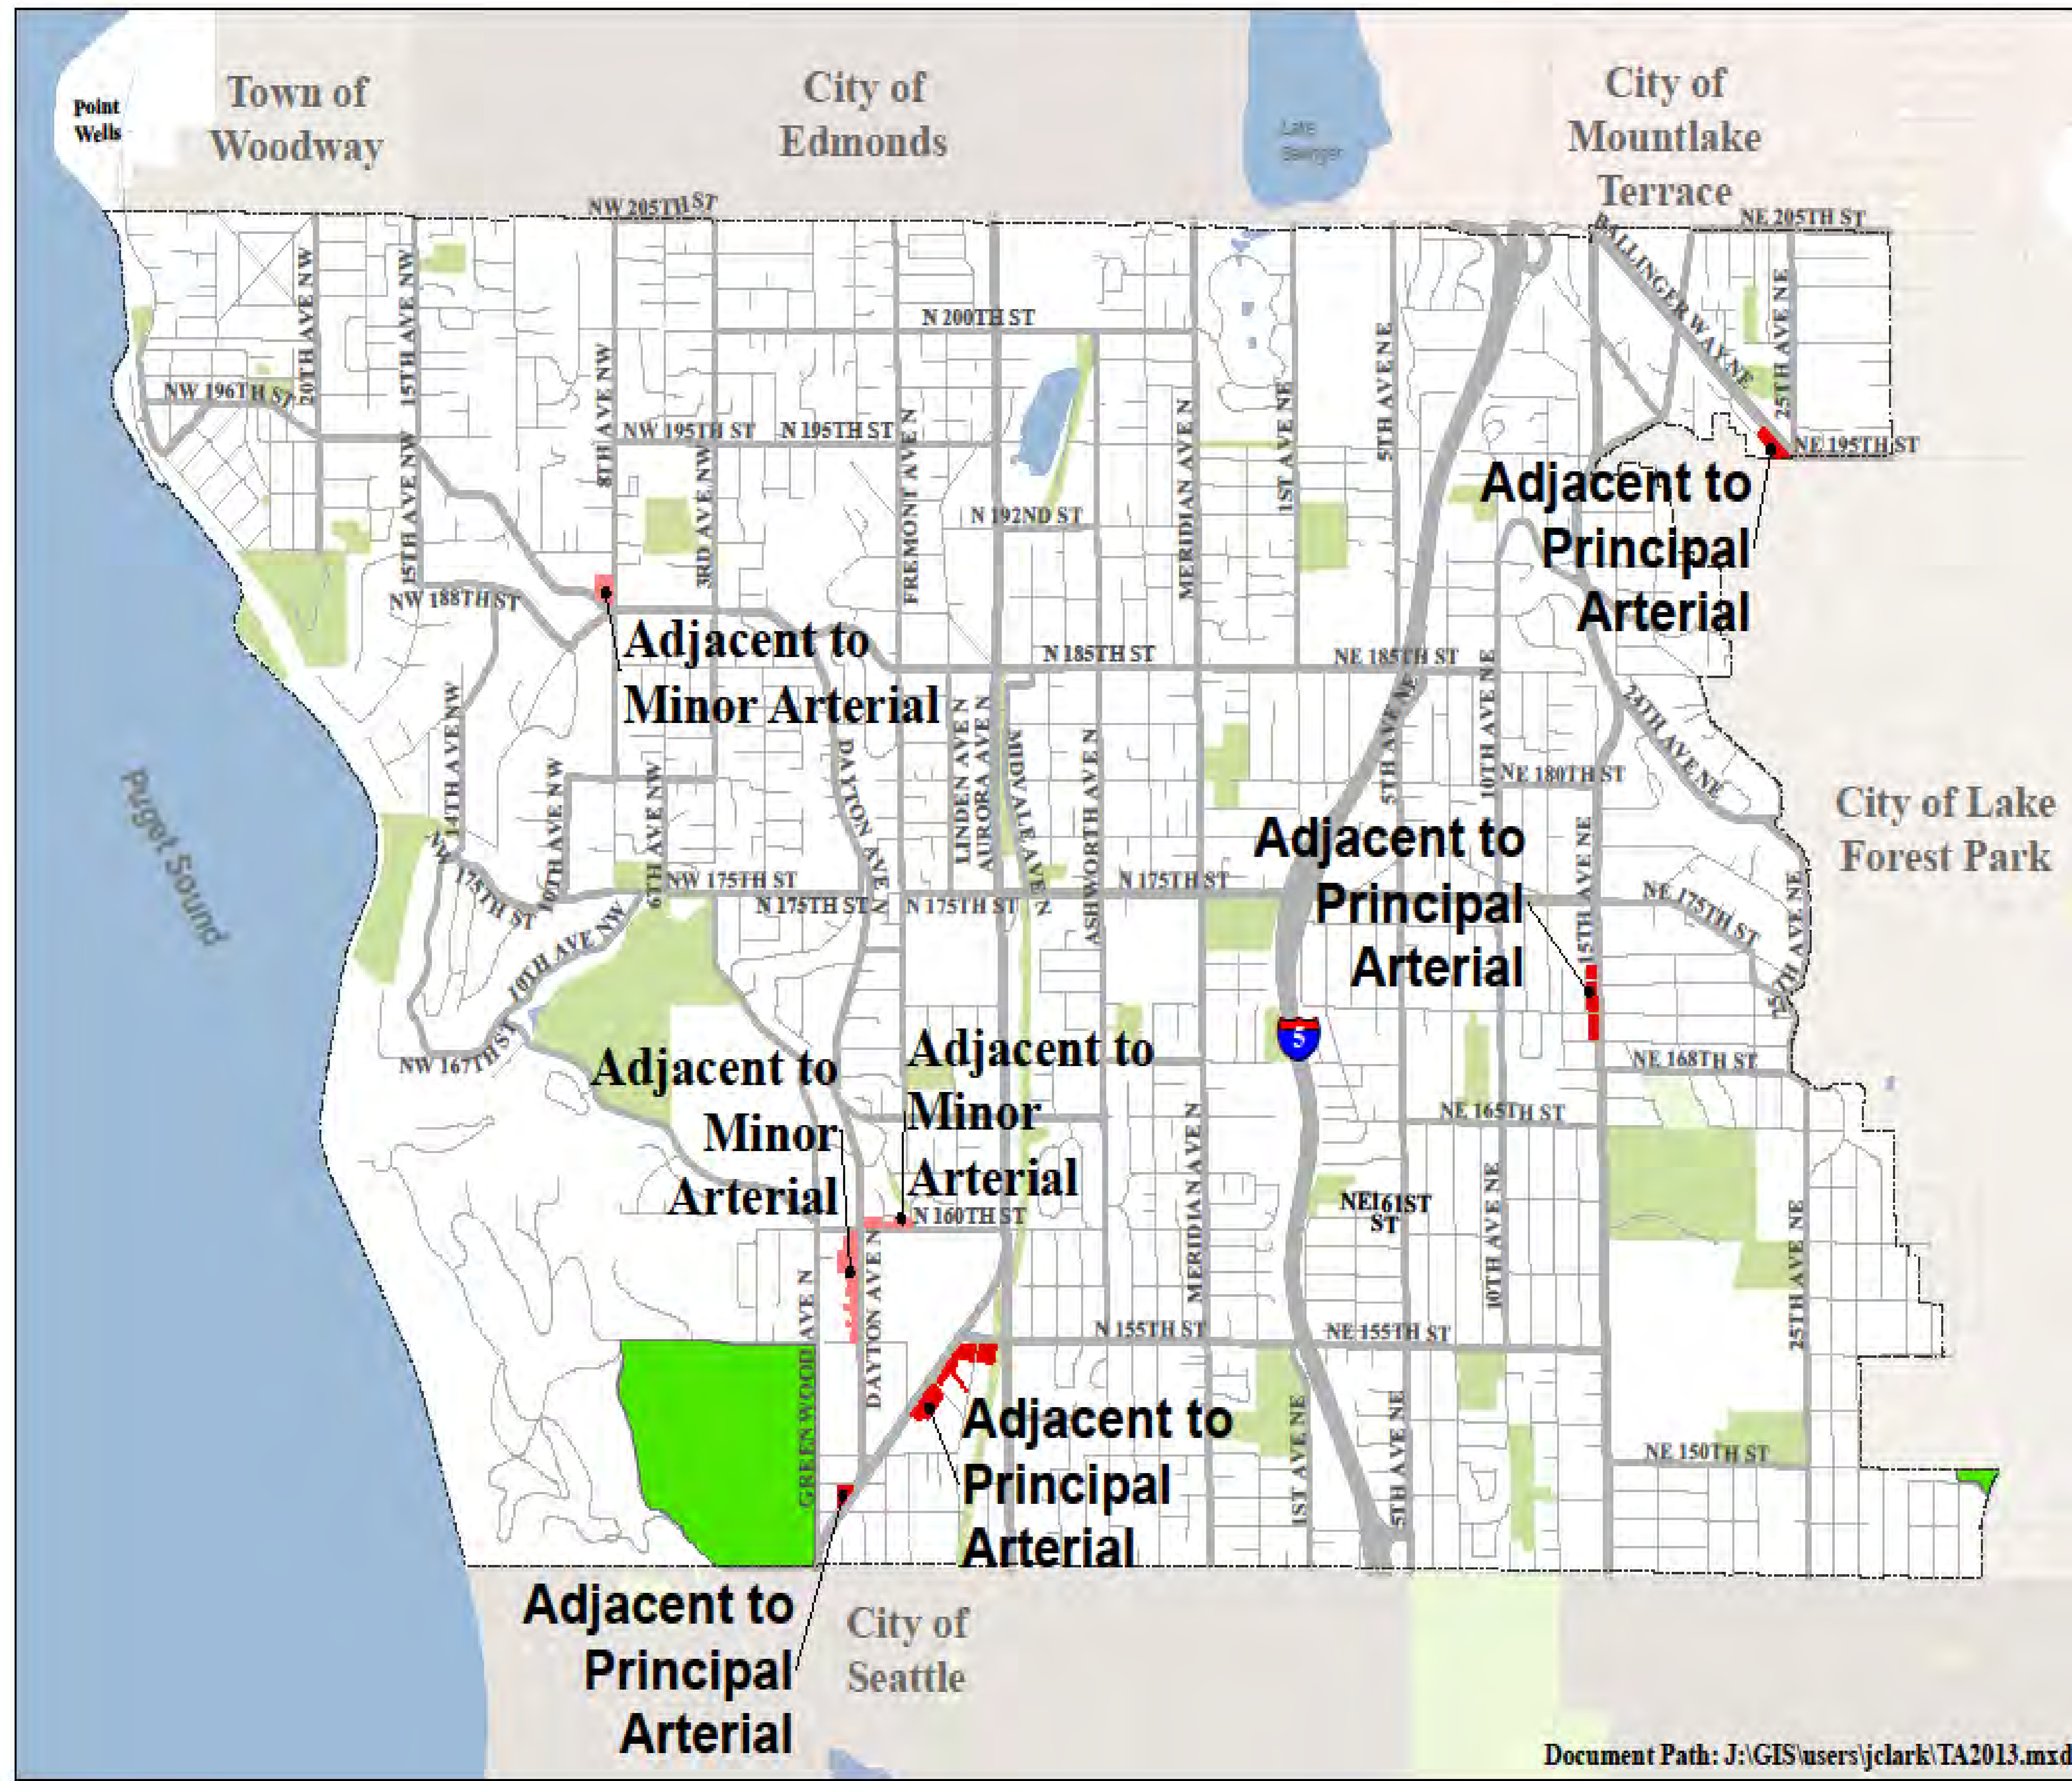 Town of
Woodway
City of
Edmonds
City of
Mountlake
Terrace
Point
Wells
Lake
NW 205TH ST
NE 205TH ST
BALLINGER WAY NE
20TH AVE NW
15TH AVE NW
25TH AVE NE
N 200TH ST
8TH AVE NW
5TH AVE NE
1ST AVE NE
NW 196TH ST
MERIDIAN AVE N
FREMONT AVE N
NW 195TH ST
N 195TH ST
NE 195TH ST
15TH AVE NW
3RD AVE NW
Adjacent to
Principal
Arterial
N 192ND ST
NW 188TH ST
Adjacent to
Minor Arterial
N 185TH ST
NE 185TH ST
10TH AVE NE
5TH AVE NE
24TH AVE NE
14TH AVE NW
DAYTON AVE N
LINDEN AVE N
AURORA AVE N
MIDVALE AVE N
ASHWORTH AVE N
10TH AVE NW
6TH AVE NW
NE 180TH ST
15TH AVE NE
City of Lake
Forest Park
Adjacent to
Principal
Arterial
Puget Sound
NW 175TH ST
NW 175TH ST
N 175TH ST
N 175TH ST
N 175TH ST
NE 175TH ST
25TH AVE NE
10TH AVE NW
5
NW 167TH ST
Adjacent to
Minor
Arterial
Adjacent to
Minor
Arterial
NE 168TH ST
NE 165TH ST
MERIDIAN AVE N
10TH AVE NE
NE161ST
ST
N 160TH ST
25TH AVE NE
DAYTON AVE N
GREENWOOD AVE N
N 155TH ST
NE 155TH ST
1ST AVE NE
5TH AVE NE
Adjacent to
Principal
Arterial
NE 150TH ST
Adjacent to
Principal
Arterial
City of
Seattle
Document Path: J:\GIS\users\jclark\TA2013.mxd